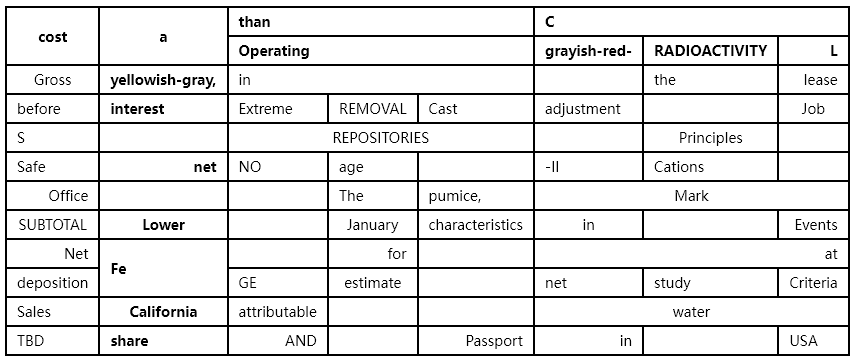 cost a than C
Operating grayish-red- RADIOACTIVITY L
Gross yellowish-gray, in the lease
before interest Extreme REMOVAL Cast adjustment Job
S REPOSITORIES Principles
Safe net NO age -II Cations
Office The pumice, Mark
SUBTOTAL Lower January characteristics in Events
Net Fe for at
deposition GE estimate net study Criteria
Sales California attributable water
TBD share AND Passport in USA